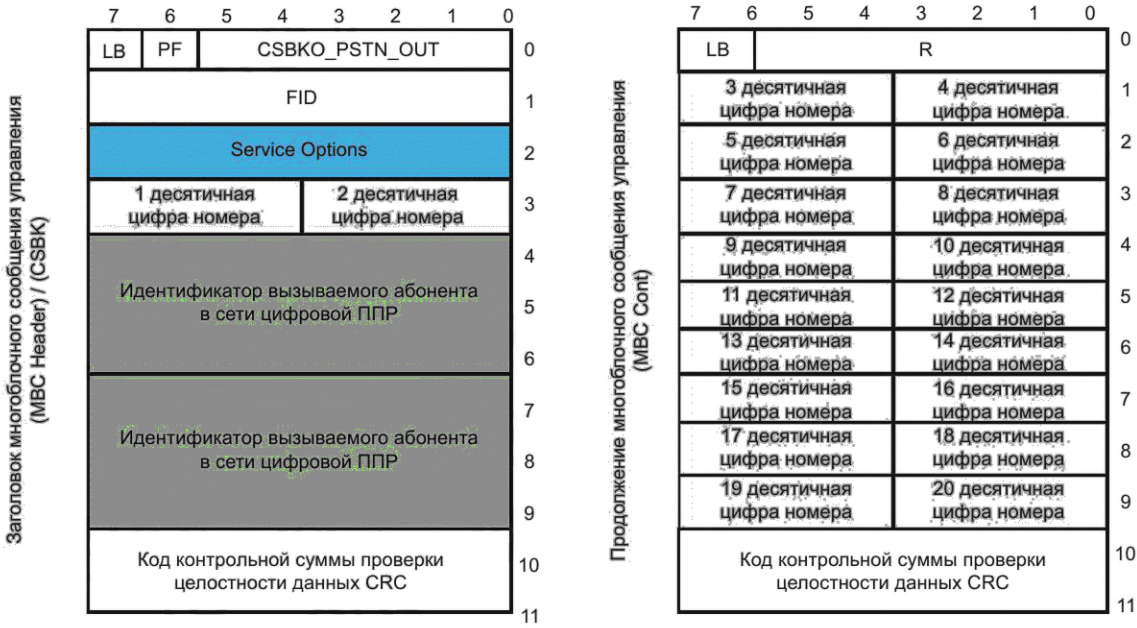 7 6 5 4 3 2 1 0
LB PF CSBKO_PSTN_OUT 0
FID 1
Service Options 2
1 десятичная 2 десятичная
цифра номера цифра номера 3
4
Идентификатор вызываемого абонента
в сети цифровой ППР 5
6
7
Идентификатор вызываемого абонента
в сети цифровой ППР 8
9
Код контрольной суммы проверки
целостности данных CRC 10
11
Заголовок многоблочного сообщения управления
(MBC Header) / (CSBK)
7 6 5 4 3 2 1 0
LB R 0
3 десятичная 4 десятичная
цифра номера цифра номера 1
5 десятичная 6 десятичная
цифра номера цифра номера 2
7 десятичная 8 десятичная
цифра номера цифра номера 3
9 десятичная 10 десятичная
цифра номера цифра номера 4
11 десятичная 12 десятичная
цифра номера цифра номера 5
13 десятичная 14 десятичная
цифра номера цифра номера 6
15 десятичная 16 десятичная
цифра номера цифра номера 7
17 десятичная 18 десятичная
цифра номера цифра номера 8
19 десятичная 20 десятичная
цифра номера цифра номера 9
Код контрольной суммы проверки 10
целостности данных CRC
11
Продолжение многоблочного сообщения управления
(MBC Cont)